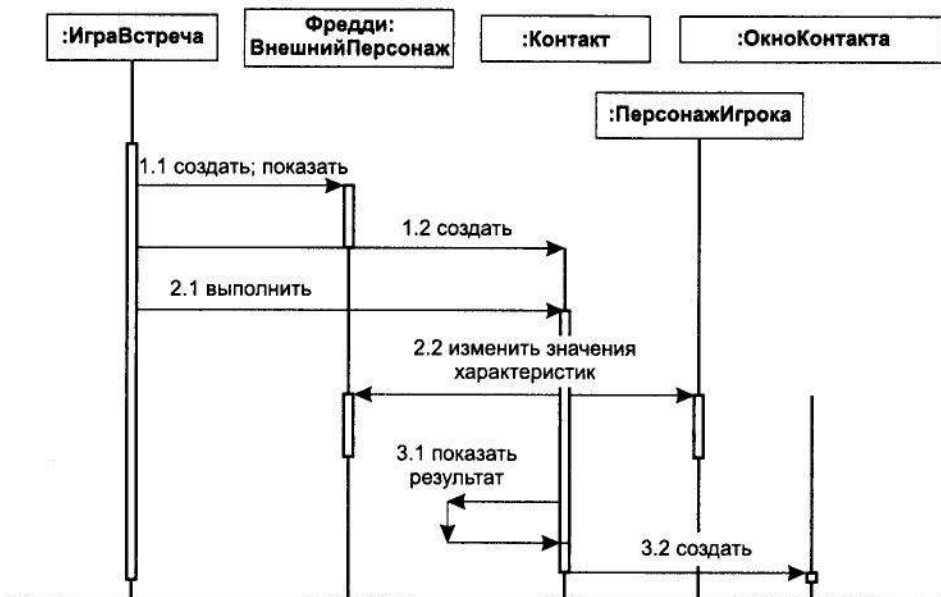 :ИграВстреча
Фредди:
ВнешнийПерсонаж
:Контакт
:ОкноКонтакта
:ПерсонажИгрока
1.1 создать; показать
1.2 создать
2.1 выполнить
2.2 изменить значения
характеристик
3.1 показать
результат
3.2 создать